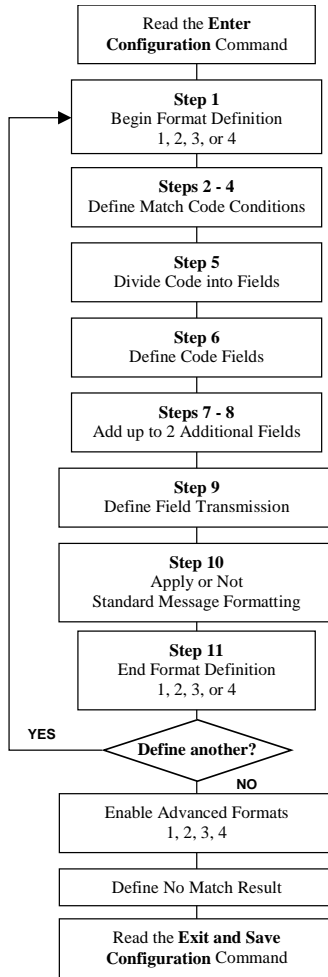 Read the Enter
Configuration Command
Step 1
Begin Format Definition
1, 2, 3, or 4
Steps 2 - 4
Define Match Code Conditions
Step 5
Divide Code into Fields
Step 6
Define Code Fields
Steps 7 - 8
Add up to 2 Additional Fields
Step 9
Define Field Transmission
Step 10
Apply or Not
Standard Message Formatting
Step 11
End Format Definition
1, 2, 3, or 4
YES
Define another?
NO
Enable Advanced Formats
1, 2, 3, 4
Define No Match Result
Read the Exit and Save
Configuration Command